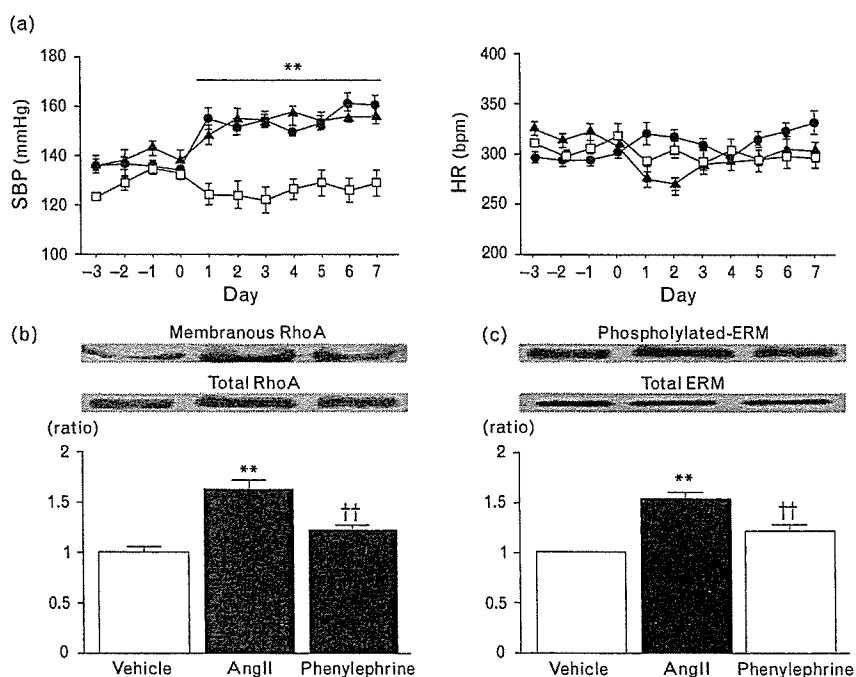 (a)
180
160
140
120
100
SBP (mmHg)
**
–3 –2 –1 0 1 2 3 4 5 6 7
Day
400
350
300
250
200
HR (bpm)
–3 –2 –1 0 1 2 3 4 5 6 7
Day
(b)
Membranous RhoA
Total RhoA
(ratio)
2
1.5
1
0.5
0
**
††
Vehicle AngII Phenylephrine
(c)
Phospholylated-ERM
Total ERM
(ratio)
2
1.5
1
0.5
0
**
††
Vehicle AngII Phenylephrine